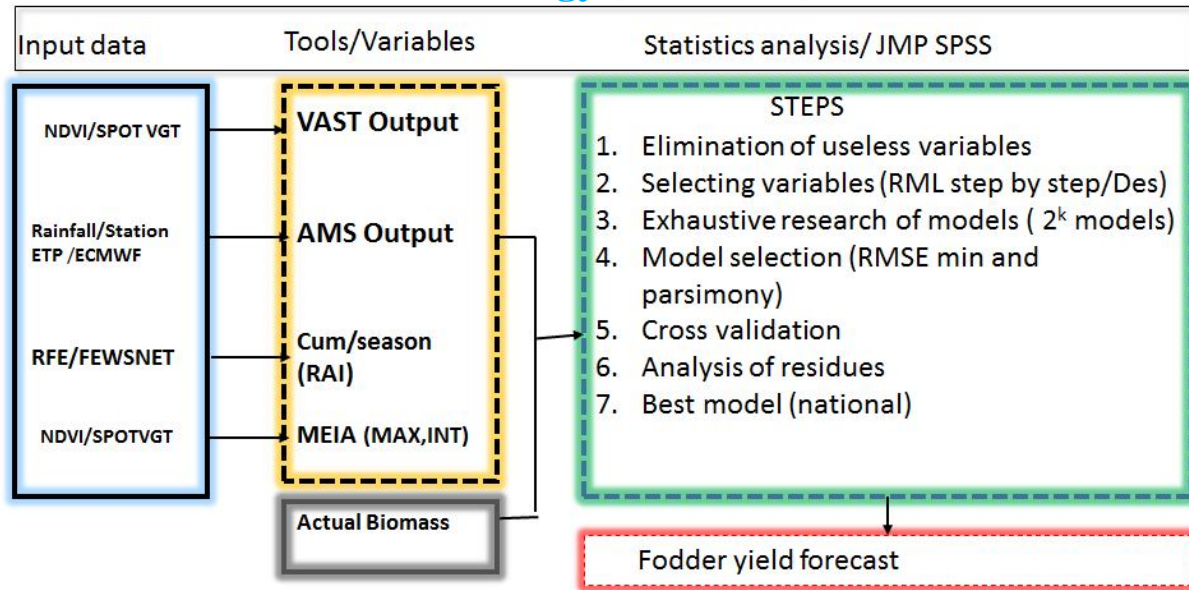 gy
Input data
Tools/Variables
Statistics analysis/ JMP SPSS
NDVI/SPOT VGT
Rainfall/Station
ETP /ECMWF
RFE/FEWSNET
NDVI/SPOTVGT
VAST Output
AMS Output
Cum/season
(RAI)
MEIA (MAX,INT)
Actual Biomass
STEPS
1. Elimination of useless variables
2. Selecting variables (RML step by step/Des)
3. Exhaustive research of models ( 2ᵏ models)
4. Model selection (RMSE min and
parsimony)
5. Cross validation
6. Analysis of residues
7. Best model (national)
Fodder yield forecast